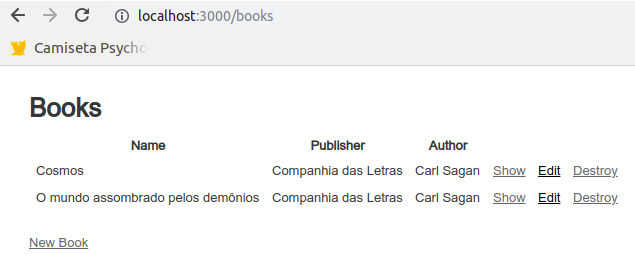 localhost:3000/books
Camiseta Psycho
Books
Name Publisher Author
Cosmos Companhia das Letras Carl Sagan Show Edit Destroy
O mundo assombrado pelos demônios Companhia das Letras Carl Sagan Show Edit Destroy
New Book